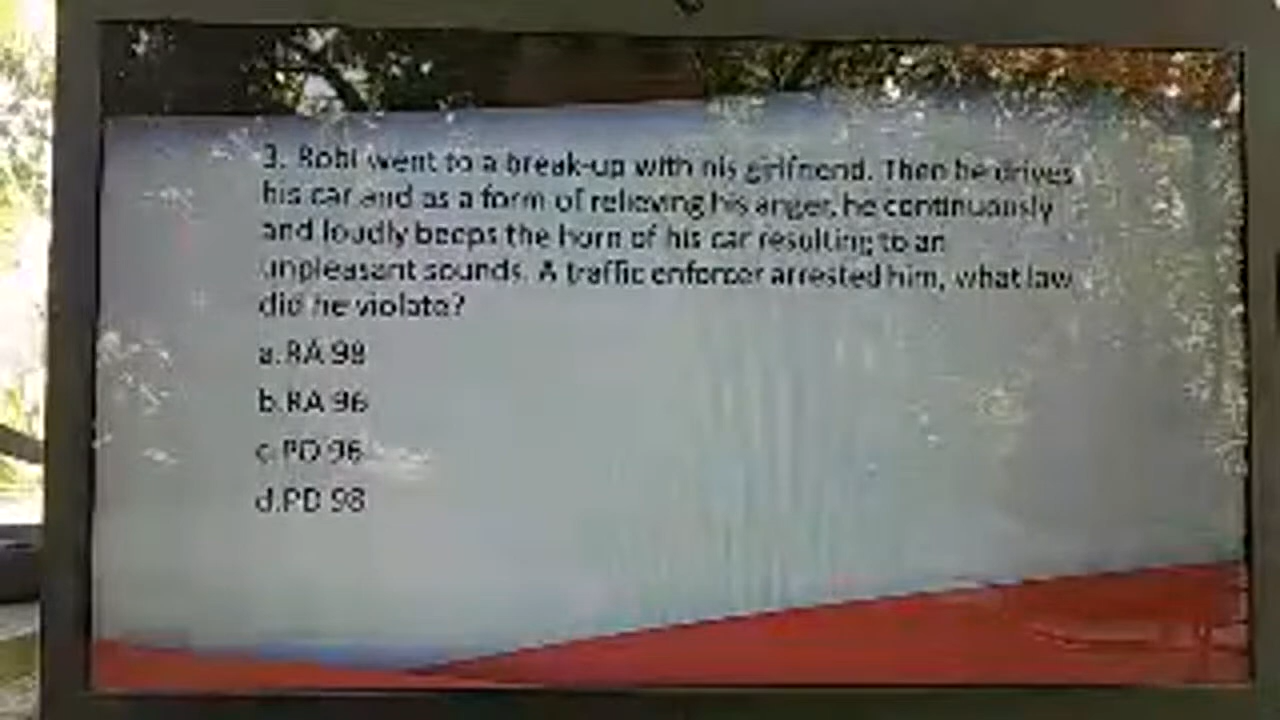 3. Robi went to a break-up with his girlfriend. Then he drives
his car and as a form of relieving his anger, he continuously
and loudly beeps the horn of his car resulting to an
unpleasant sounds. A traffic enforcer arrested him, what law
did he violate?
a.RA 98
b.RA 96
c.PD 96
d.PD 98